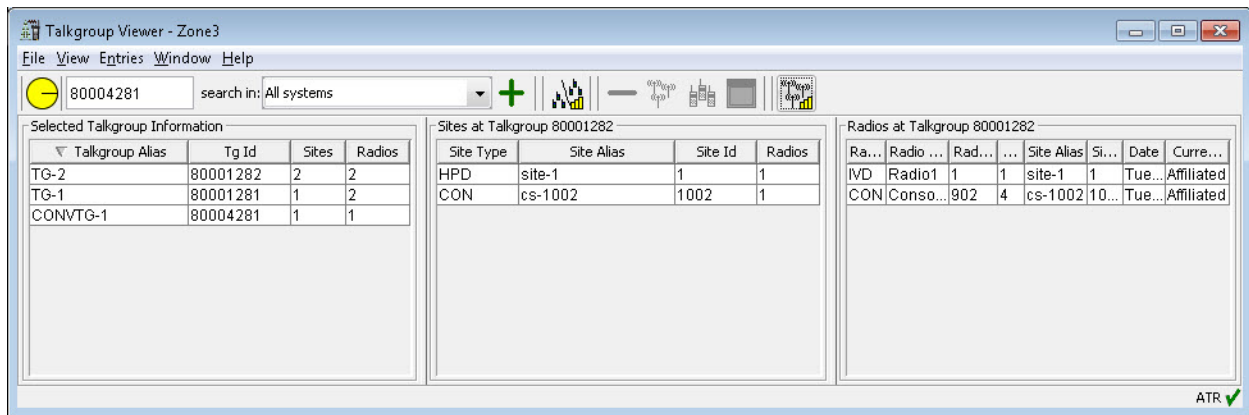 Talkgroup Viewer - Zone3
File View Entries Window Help
80004281 search in: All systems
Selected Talkgroup Information
Talkgroup Alias Tg Id Sites Radios
TG-2 80001282 2 2
TG-1 80001281 1 2
CONVTG-1 80004281 1 1
Sites at Talkgroup 80001282
Site Type Site Alias Site Id Radios
HPD site-1 1 1
CON cs-1002 1002 1
Radios at Talkgroup 80001282
Ra... Radio ... Rad... ... Site Alias Si... Date Curre...
IVD Radio1 1 1 site-1 1 Tue... Affiliated
CON Conso... 902 4 cs-1002 10... Tue... Affiliated
ATR